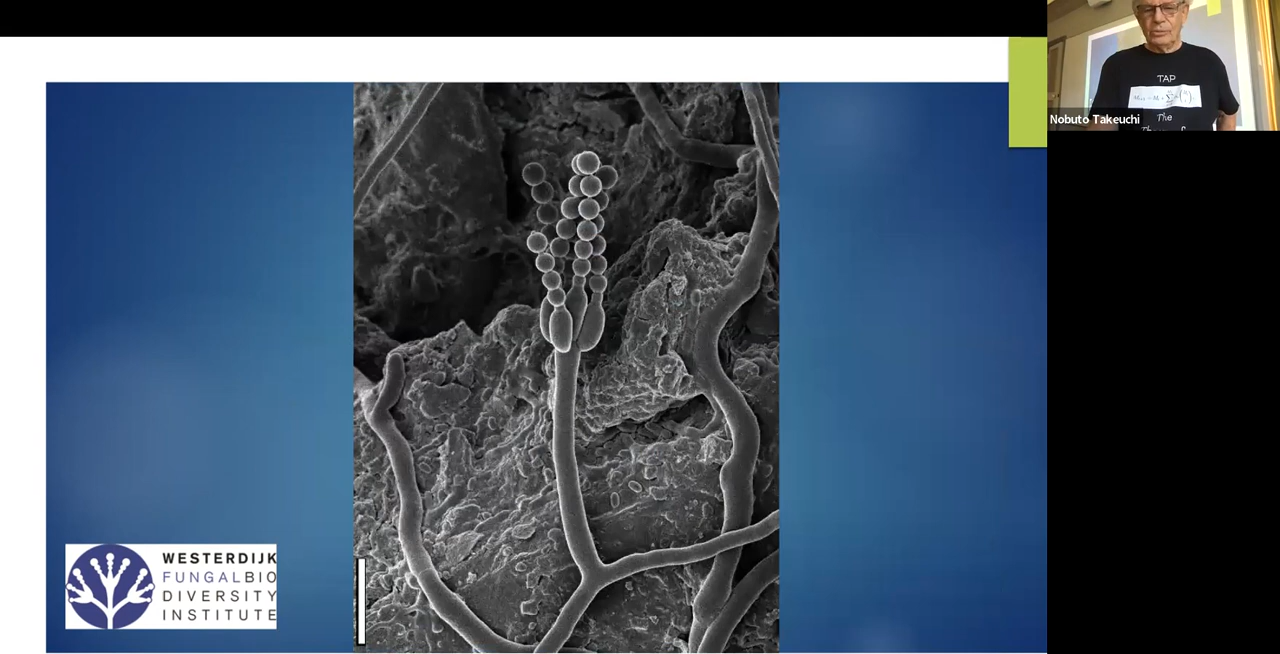 WESTERDIJK
FUNGALBIO
DIVERSITY
INSTITUTE
TAP
The
Nobuto Takeuchi